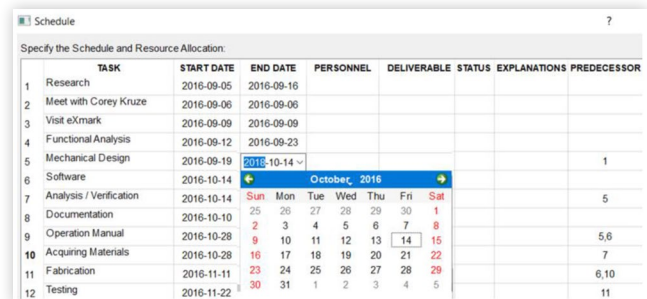 Schedule ?
Specify the Schedule and Resource Allocation:
TASK START DATE END DATE PERSONNEL DELIVERABLE STATUS EXPLANATIONS PREDECESSOR
1 Research 2016-09-05 2016-09-16
2 Meet with Corey Kruze 2016-09-06 2016-09-06
3 Visit eXmark 2016-09-09 2016-09-09
4 Functional Analysis 2016-09-12 2016-09-23
5 Mechanical Design 2016-09-19 2018-10-14 1
6 Software 2016-10-14
7 Analysis / Verification 2016-10-14 5
8 Documentation 2016-10-10
9 Operation Manual 2016-10-28 5,6
10 Acquiring Materials 2016-10-28 7
11 Fabrication 2016-11-11 6,10
12 Testing 2016-11-22 11
October, 2016
Sun Mon Tue Wed Thu Fri Sat
25 26 27 28 29 30 1
2 3 4 5 6 7 8
9 10 11 12 13 14 15
16 17 18 19 20 21 22
23 24 25 26 27 28 29
30 31 1 2 3 4 5